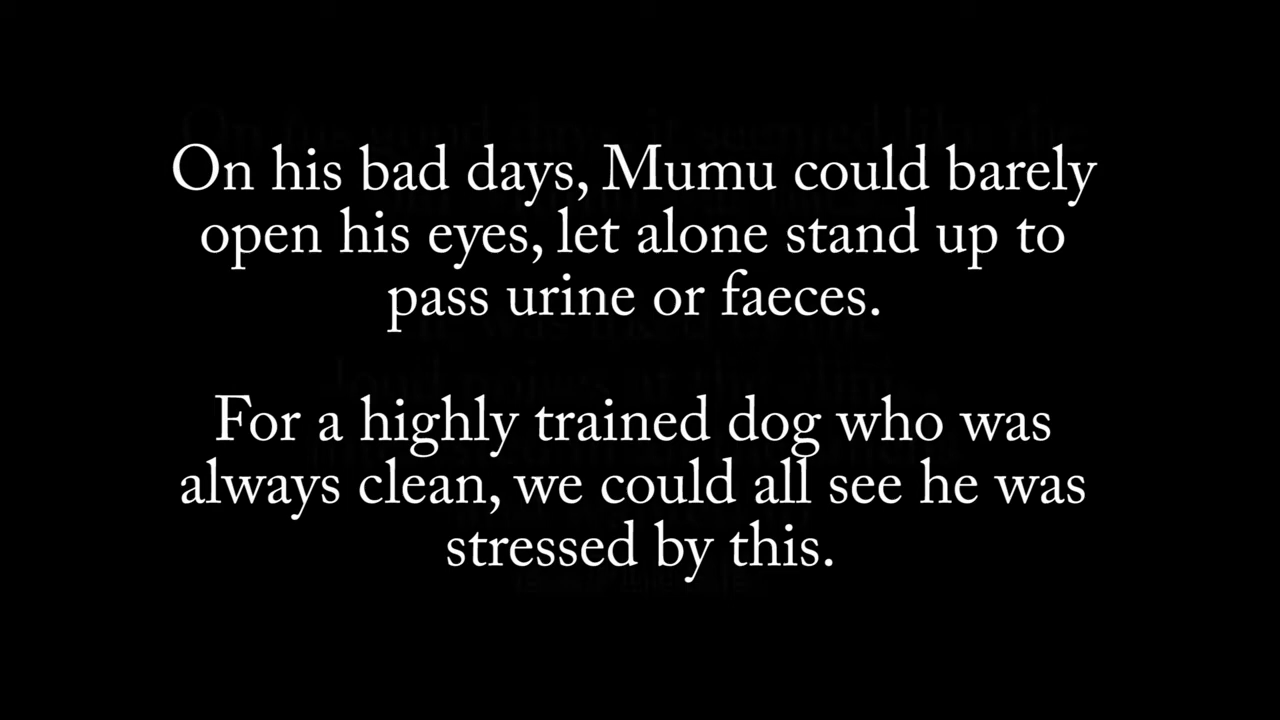 On his bad days, Mumu could barely
open his eyes, let alone stand up to
pass urine or faeces.
For a highly trained dog who was
always clean, we could all see he was
stressed by this.